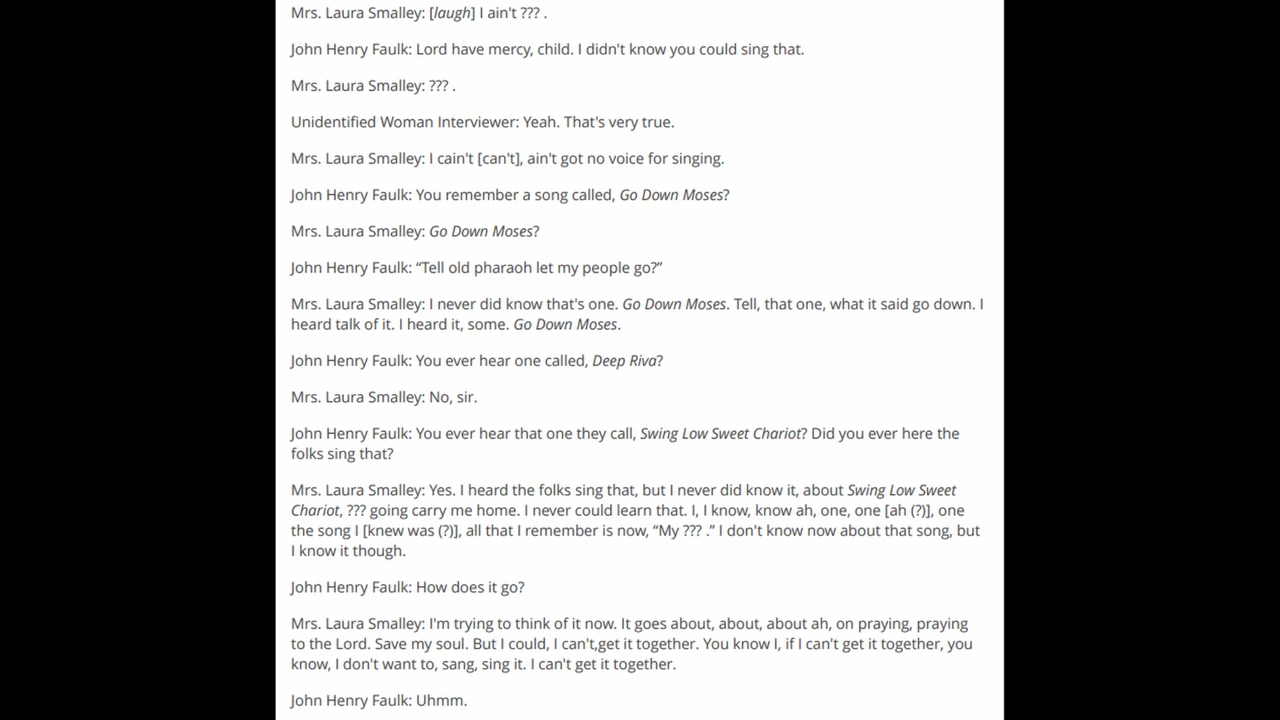 Mrs. Laura Smalley: [laugh] I ain't ??? .
John Henry Faulk: Lord have mercy, child. I didn't know you could sing that.
Mrs. Laura Smalley: ??? .
Unidentified Woman Interviewer: Yeah. That's very true.
Mrs. Laura Smalley: I cain't [can't], ain't got no voice for singing.
John Henry Faulk: You remember a song called, Go Down Moses?
Mrs. Laura Smalley: Go Down Moses?
John Henry Faulk: “Tell old pharaoh let my people go?”
Mrs. Laura Smalley: I never did know that's one. Go Down Moses. Tell, that one, what it said go down. I
heard talk of it. I heard it, some. Go Down Moses.
John Henry Faulk: You ever hear one called, Deep Riva?
Mrs. Laura Smalley: No, sir.
John Henry Faulk: You ever hear that one they call, Swing Low Sweet Chariot? Did you ever here the
folks sing that?
Mrs. Laura Smalley: Yes. I heard the folks sing that, but I never did know it, about Swing Low Sweet
Chariot, ??? going carry me home. I never could learn that. I, I know, know ah, one, one [ah (?)], one
the song I [knew was (?)], all that I remember is now, “My ??? .” I don't know now about that song, but
I know it though.
John Henry Faulk: How does it go?
Mrs. Laura Smalley: I'm trying to think of it now. It goes about, about, about ah, on praying, praying
to the Lord. Save my soul. But I could, I can't,get it together. You know I, if I can't get it together, you
know, I don't want to, sang, sing it. I can't get it together.
John Henry Faulk: Uhmm.